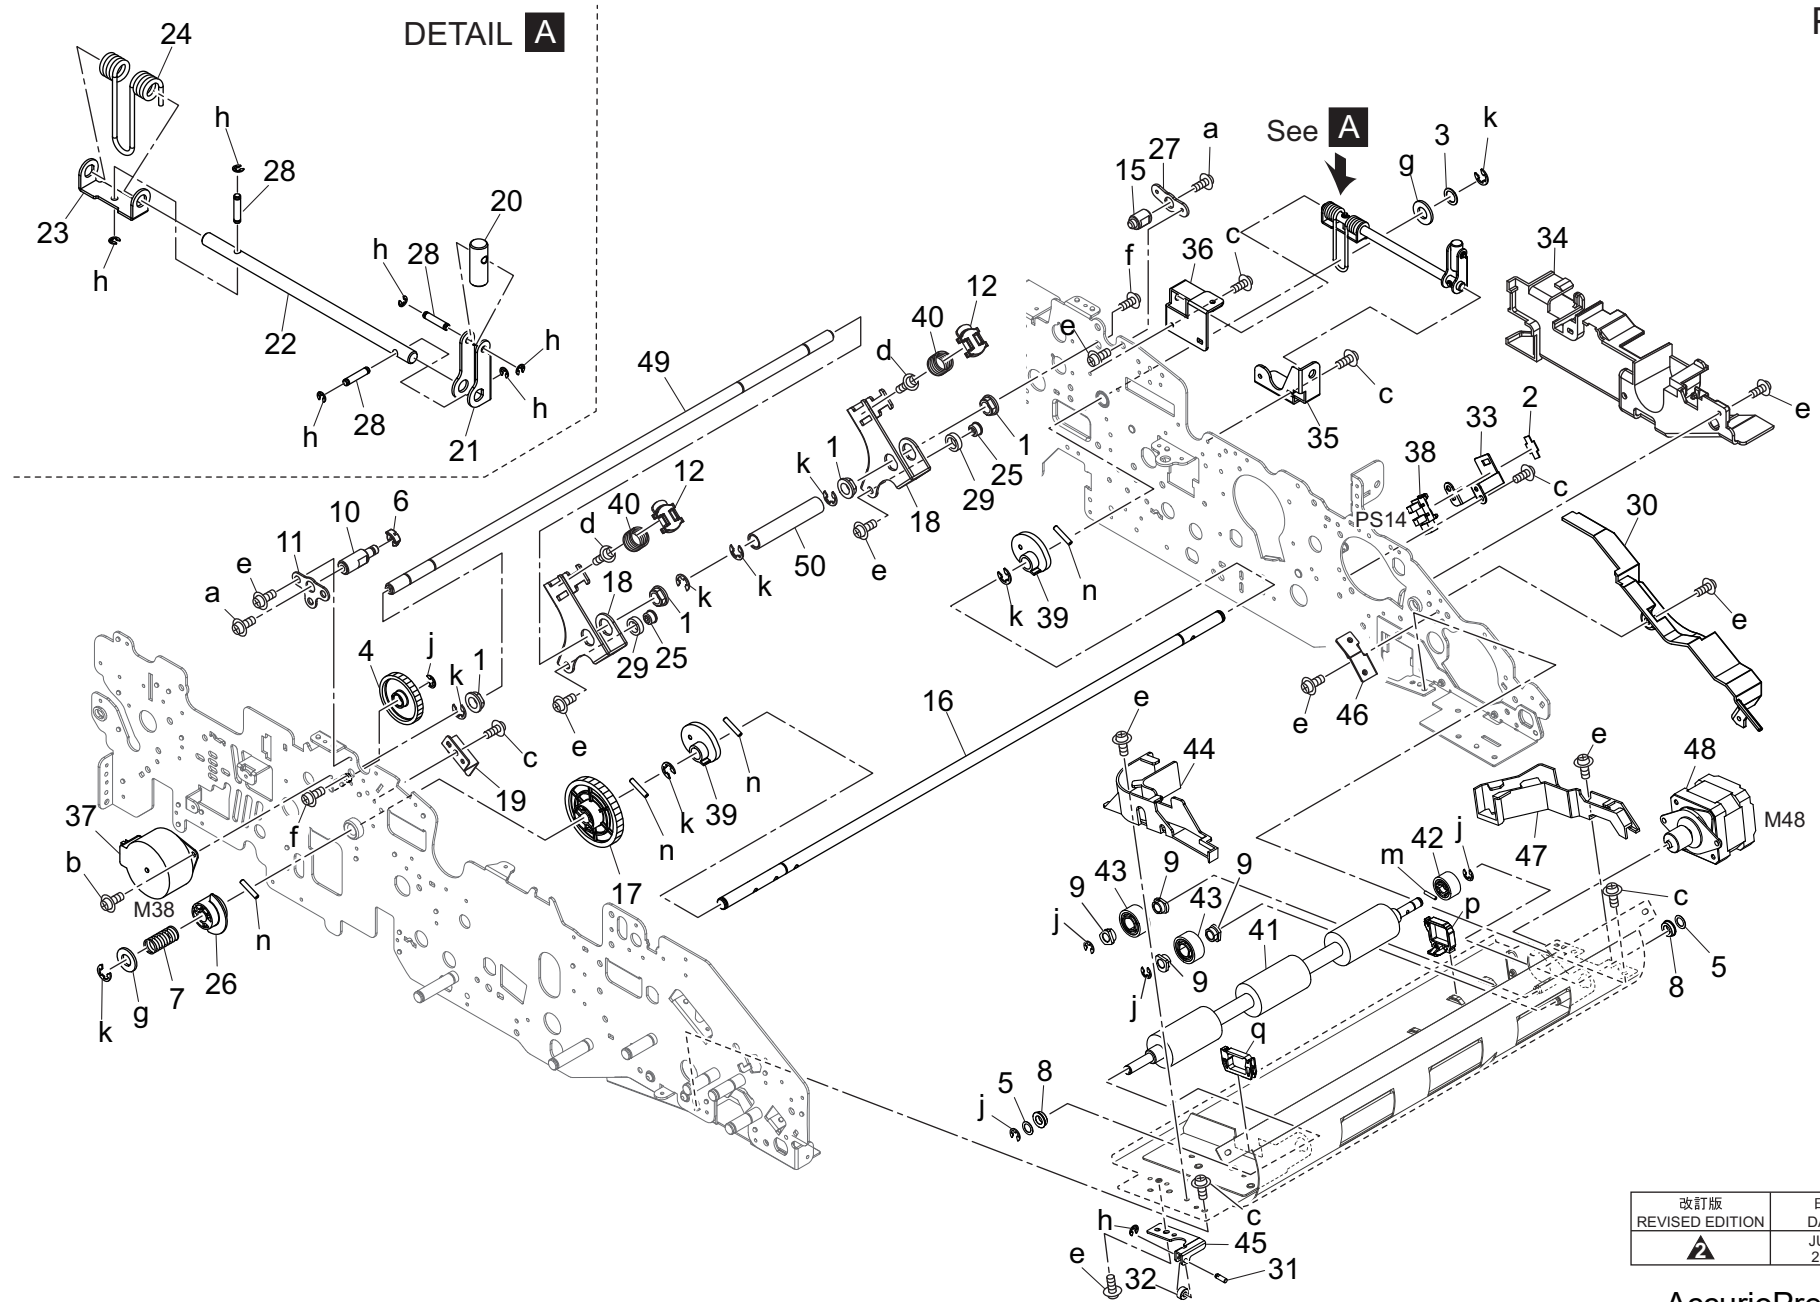 DETAIL A
24
h
28
23
h
20
22
h
28
h
h
28
h
21
See A
3
k
g
a
27
15
c
36
f
34
e
12
40
d
49
1
25
29
1
k
18
e
35
c
e
2
33
38
c
PS14
30
12
40
d
50
k
k
18
1
25
29
e
39
k
n
6
10
11
e
a
4
j
k
1
c
19
e
46
e
16
e
44
e
48
M48
47
37
f
b
M38
17
n
k
39
n
n
26
7
g
k
9
43
9
43
9
j
9
j
m
42
j
41
p
c
5
8
q
5
8
j
c
h
45
e
32
31
改訂版
REVISED EDITION
2